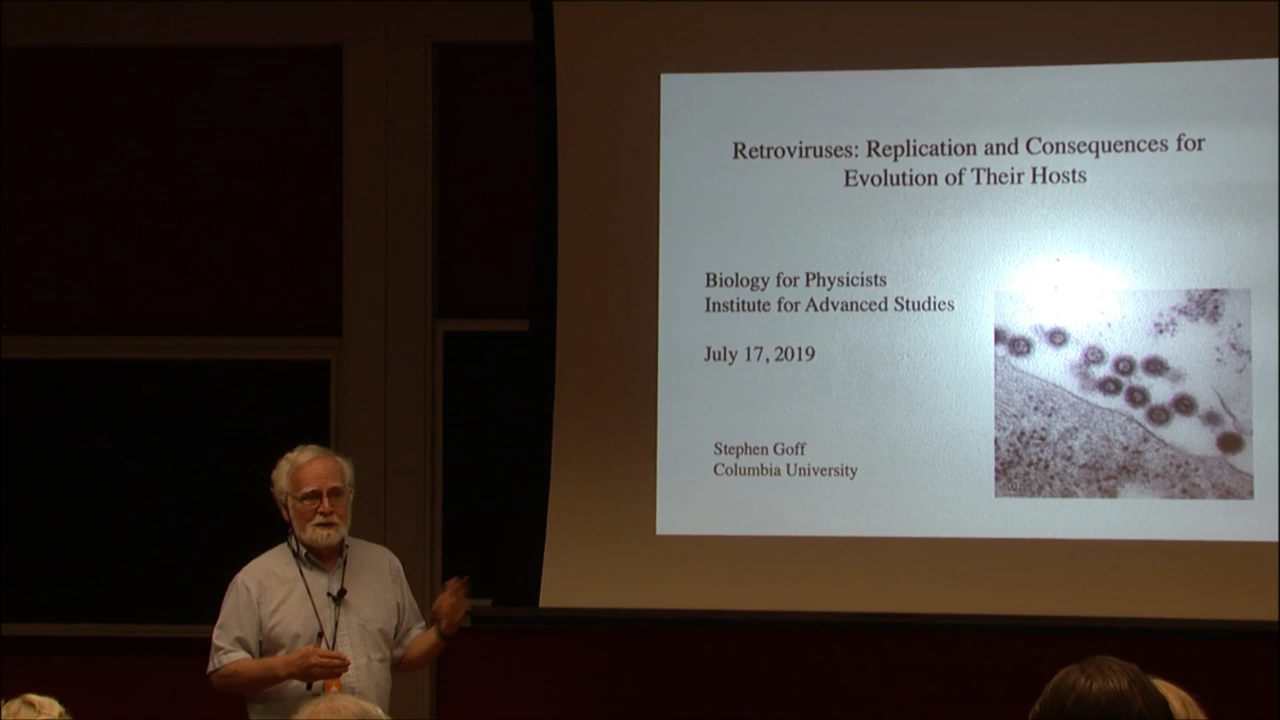 Retroviruses: Replication and Consequences for
Evolution of Their Hosts
Biology for Physicists
Institute for Advanced Studies
July 17, 2019
Stephen Goff
Columbia University